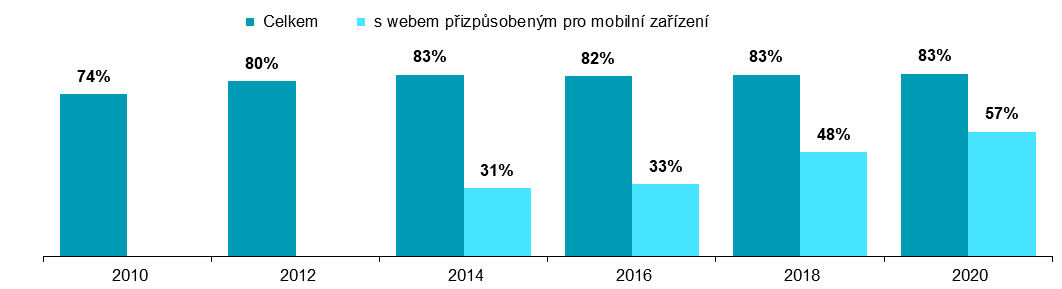 Celkem s webem přizpůsobeným pro mobilní zařízení
74% 80% 83% 31% 82% 33% 83% 48% 83% 57%
2010 2012 2014 2016 2018 2020